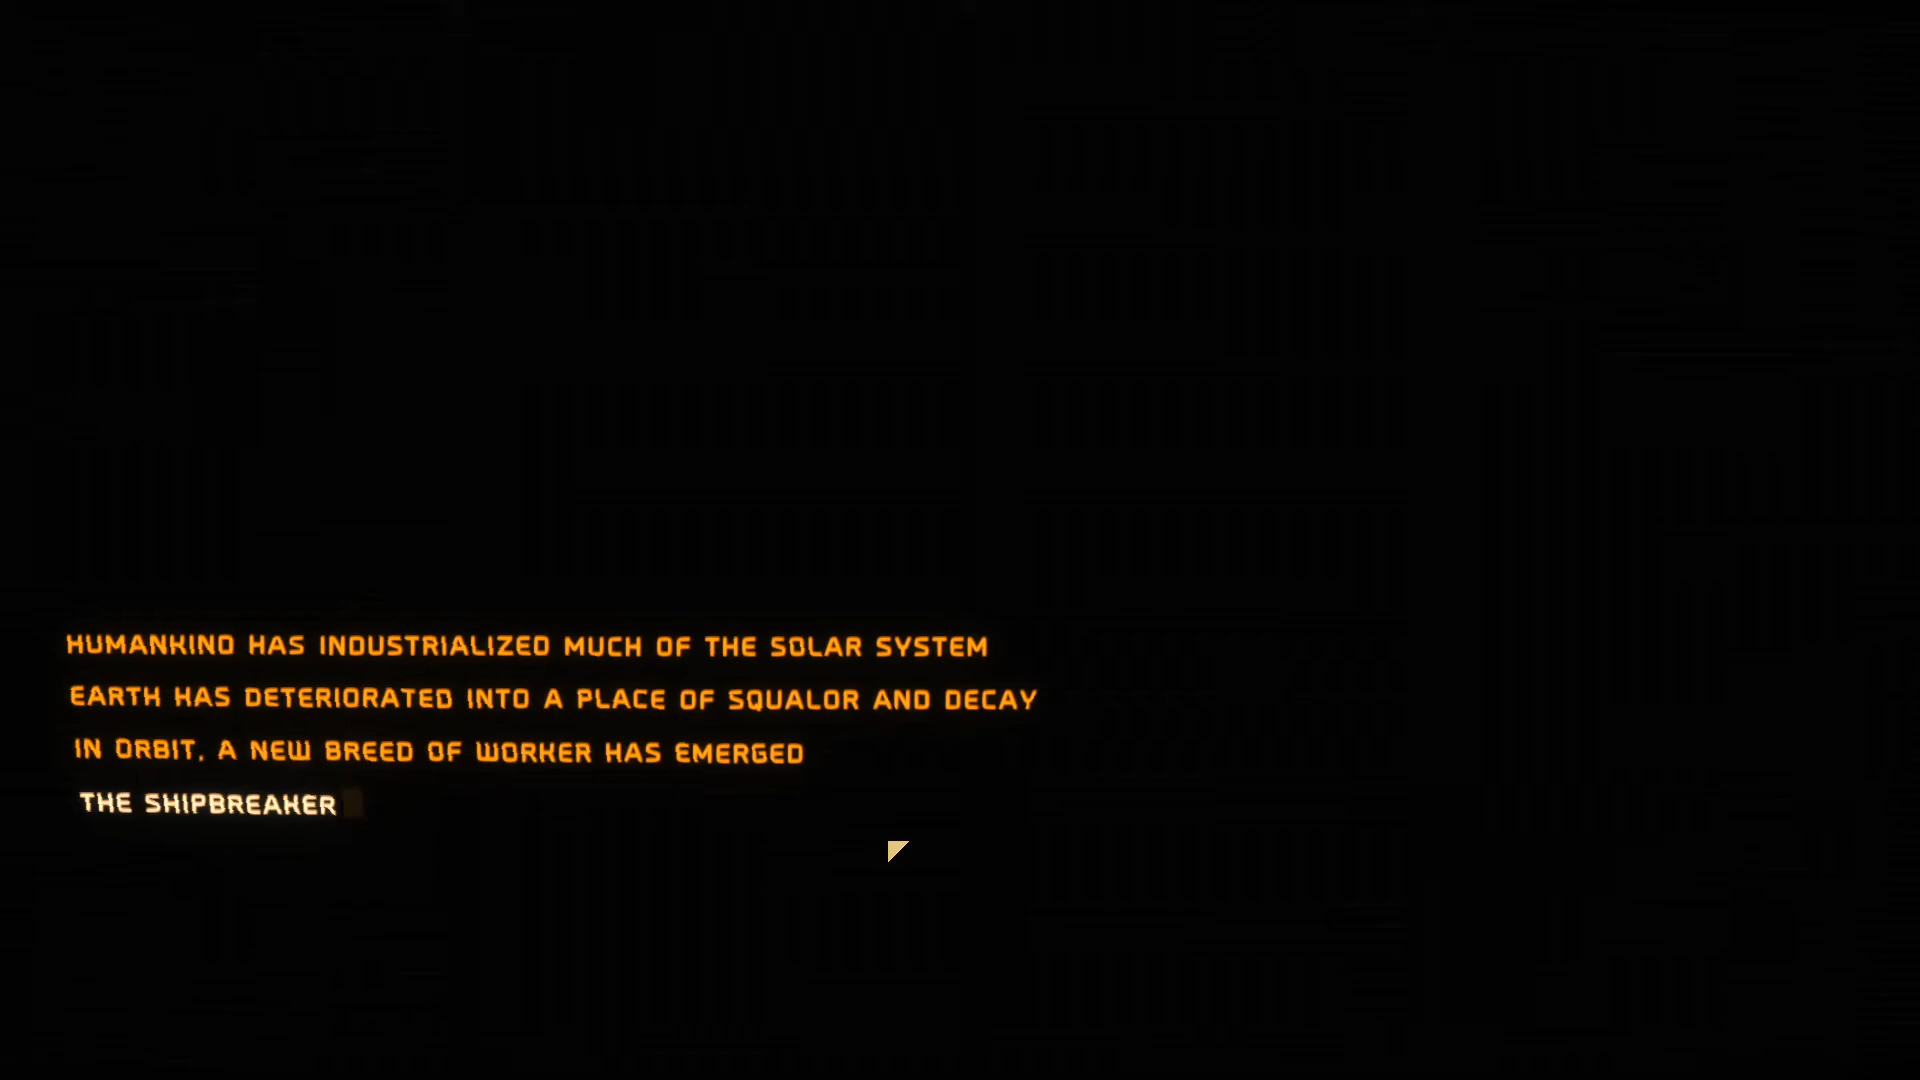 HUMANKIND HAS INDUSTRIALIZED MUCH OF THE SOLAR SYSTEM
EARTH HAS DETERIORATED INTO A PLACE OF SQUALOR AND DECAY
IN ORBIT, A NEW BREED OF WORKER HAS EMERGED
THE SHIPBREAKER